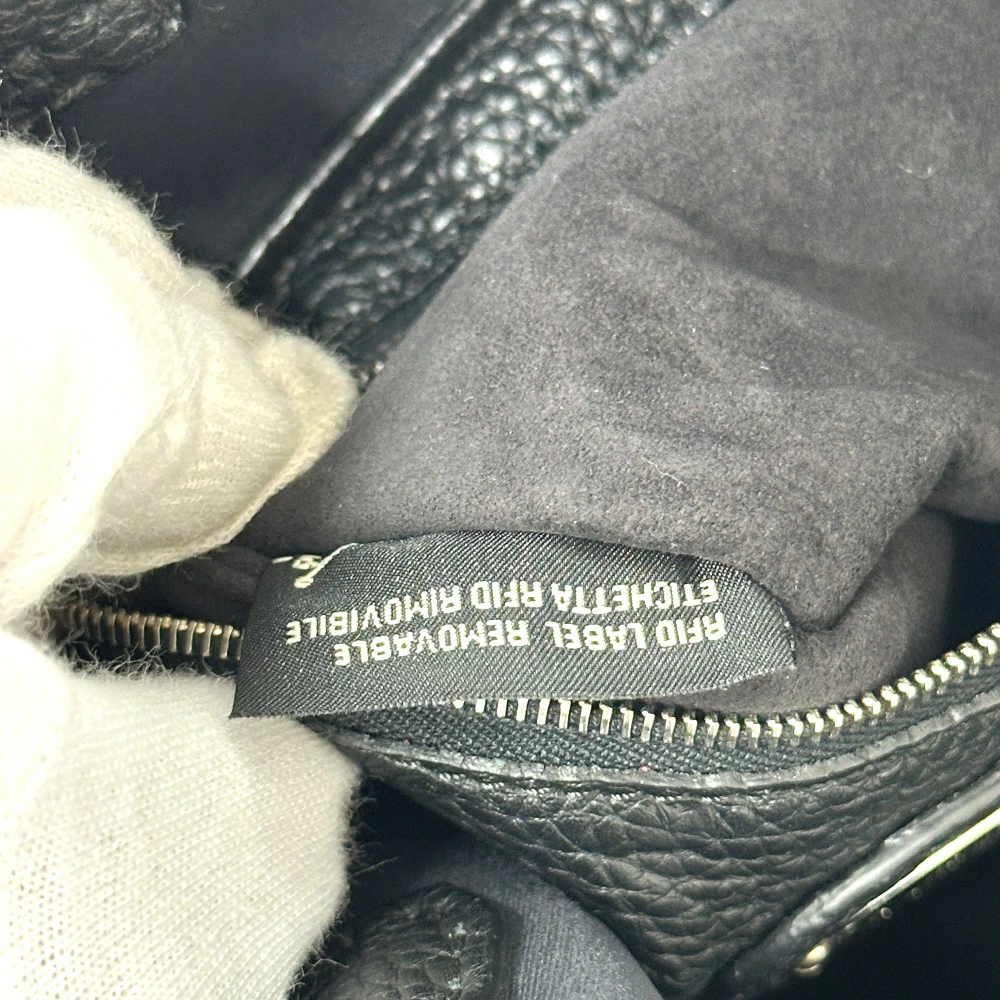 RFID LABEL REMOVABLE
ETICHETTA RFID RIMOVIBILE